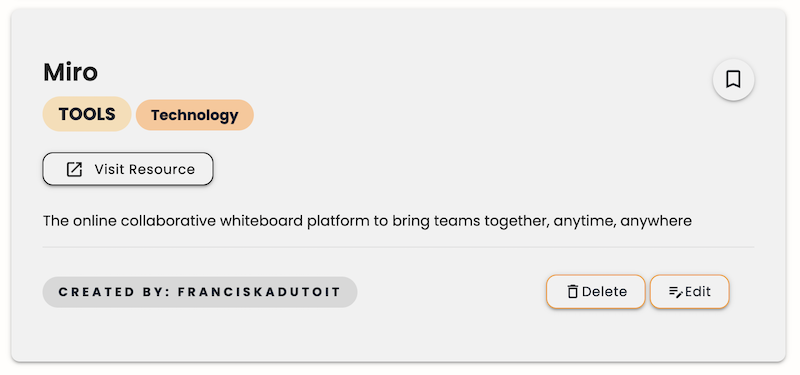 Miro
TOOLS Technology
Visit Resource
The online collaborative whiteboard platform to bring teams together, anytime, anywhere
CREATED BY: FRANCISKADUTOIT Delete Edit